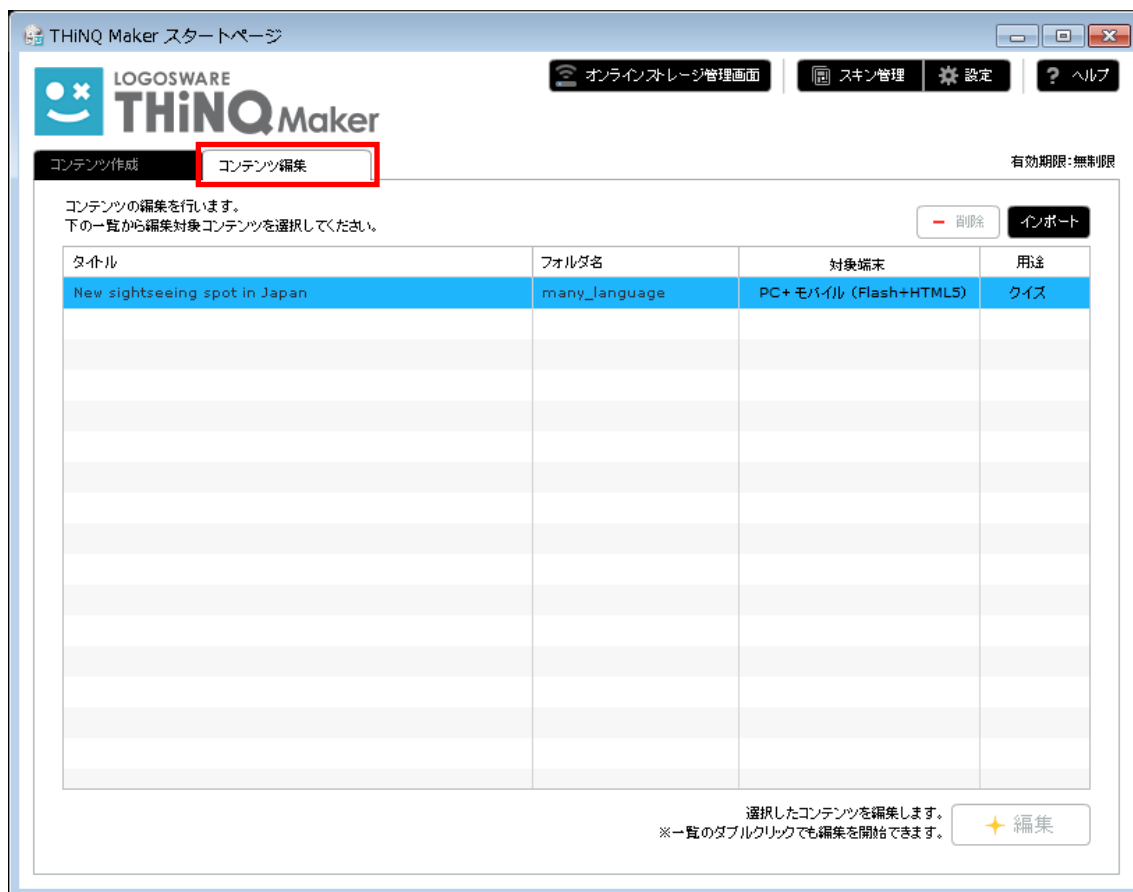 THiNQ Maker スタートページ
LOGOSWARE
THiNQ Maker
オンラインストレージ管理画面
スキン管理
設定
? ヘルプ
コンテンツ作成
コンテンツ編集
有効期限:無制限
コンテンツの編集を行います。
下の一覧から編集対象コンテンツを選択してください。
削除
インポート
タイトル フォルダ名 対象端末 用途
New sightseeing spot in Japan many_language PC+モバイル (Flash+HTML5) クイズ
選択したコンテンツを編集します。
※一覧のダブルクリックでも編集を開始できます。
編集